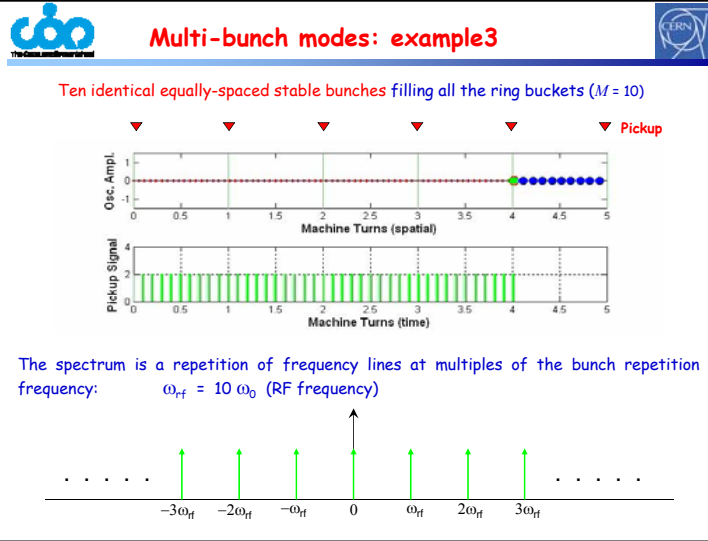 Multi-bunch modes: example3
CERN
Ten identical equally-spaced stable bunches filling all the ring buckets (M = 10)
Pickup
Osc. Ampl.
1
0
-1
0 0.5 1 1.5 2 2.5 3 3.5 4 4.5 5
Machine Turns (spatial)
Pickup Signal
4
2
0
0 0.5 1 1.5 2 2.5 3 3.5 4 4.5 5
Machine Turns (time)
The spectrum is a repetition of frequency lines at multiples of the bunch repetition
frequency: ωrf = 10 ω0 (RF frequency)
. . . . . . . . . .
−3ωrf −2ωrf −ωrf 0 ωrf 2ωrf 3ωrf